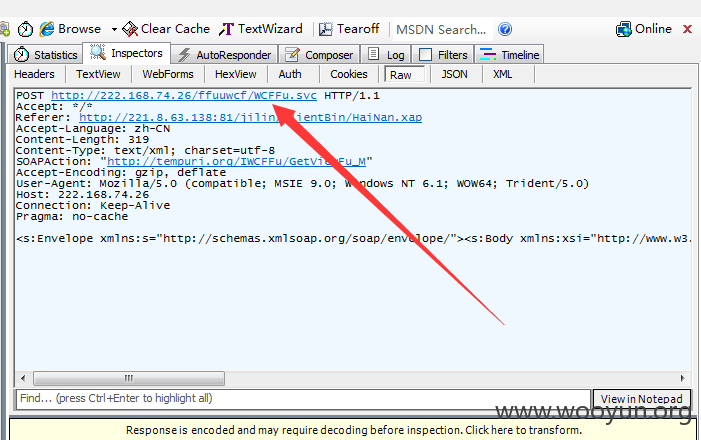 Browse Clear Cache TextWizard Tearoff MSDN Search... Online
Statistics Inspectors AutoResponder Composer Log Filters Timeline
Headers TextView WebForms HexView Auth Cookies Raw JSON XML
POST http://222.168.74.26/ffuuwcf/WCFFu.svc HTTP/1.1
Accept: */*
Referer: http://221.8.63.138:81/jilin/ClientBin/HaiNan.xap
Accept-Language: zh-CN
Content-Length: 319
Content-Type: text/xml; charset=utf-8
SOAPAction: "http://tempuri.org/IWCFFu/GetViewFu_M"
Accept-Encoding: gzip, deflate
User-Agent: Mozilla/5.0 (compatible; MSIE 9.0; Windows NT 6.1; WOW64; Trident/5.0)
Host: 222.168.74.26
Connection: Keep-Alive
Pragma: no-cache
<s:Envelope xmlns:s="http://schemas.xmlsoap.org/soap/envelope/"><s:Body xmlns:xsi="http://www.w3.
Find... (press Ctrl+Enter to highlight all) View in Notepad
www.wooyun.org
Response is encoded and may require decoding before inspection. Click here to transform.